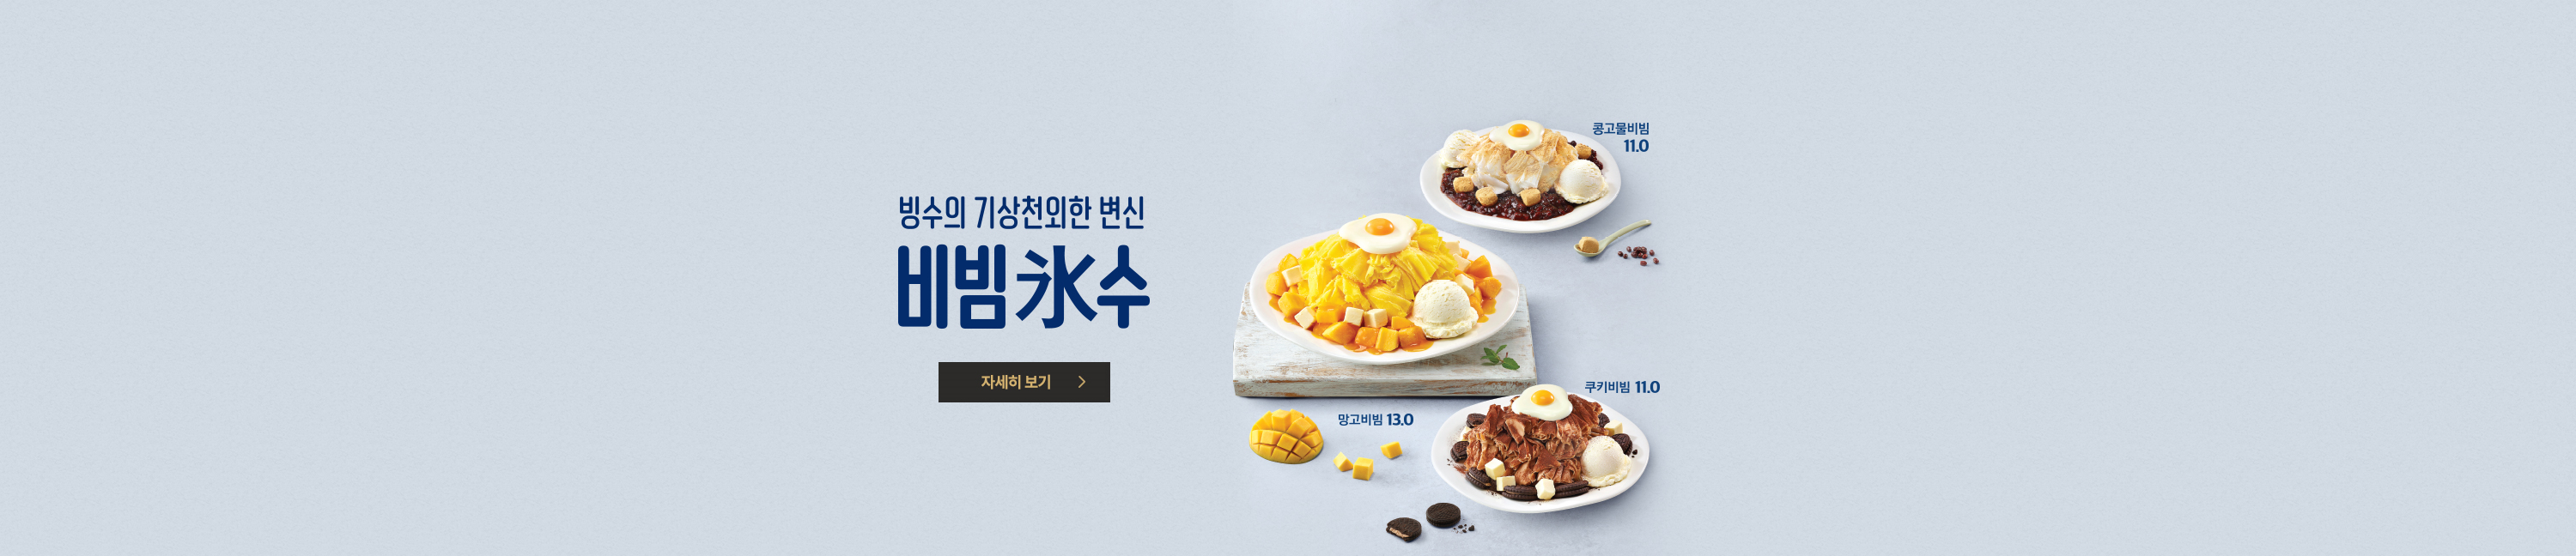 빙수의 기상천외한 변신
비빔氷수
자세히 보기 >
콩고물비빔
11.0
망고비빔 13.0
쿠키비빔 11.0